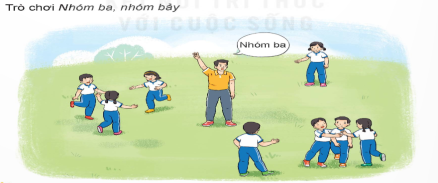 Trò chơi Nhóm ba, nhóm bảy
VỚI CUỘC SỐNG
Nhóm ba